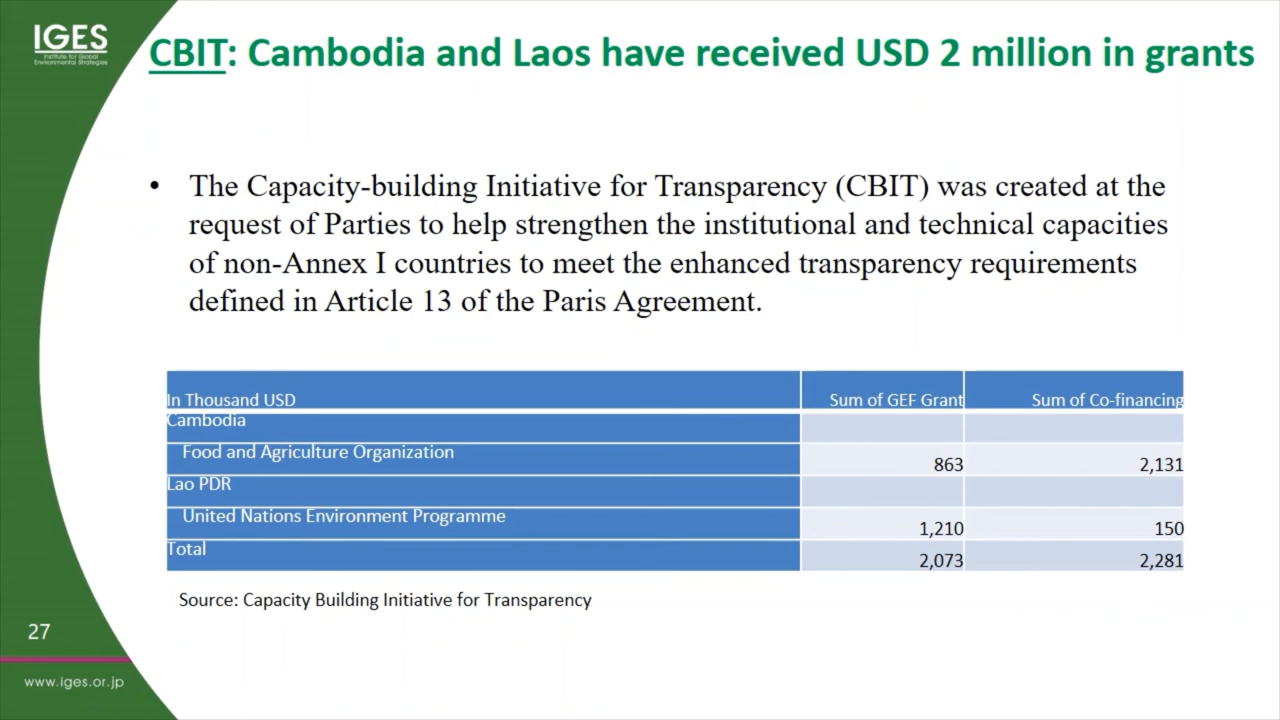 IGES
Institute for Global
Environmental Strategies
CBIT: Cambodia and Laos have received USD 2 million in grants
• The Capacity-building Initiative for Transparency (CBIT) was created at the
request of Parties to help strengthen the institutional and technical capacities
of non-Annex I countries to meet the enhanced transparency requirements
defined in Article 13 of the Paris Agreement.
In Thousand USD Sum of GEF Grant Sum of Co-financing
Cambodia
Food and Agriculture Organization 863 2,131
Lao PDR
United Nations Environment Programme 1,210 150
Total 2,073 2,281
Source: Capacity Building Initiative for Transparency
27
www.iges.or.jp